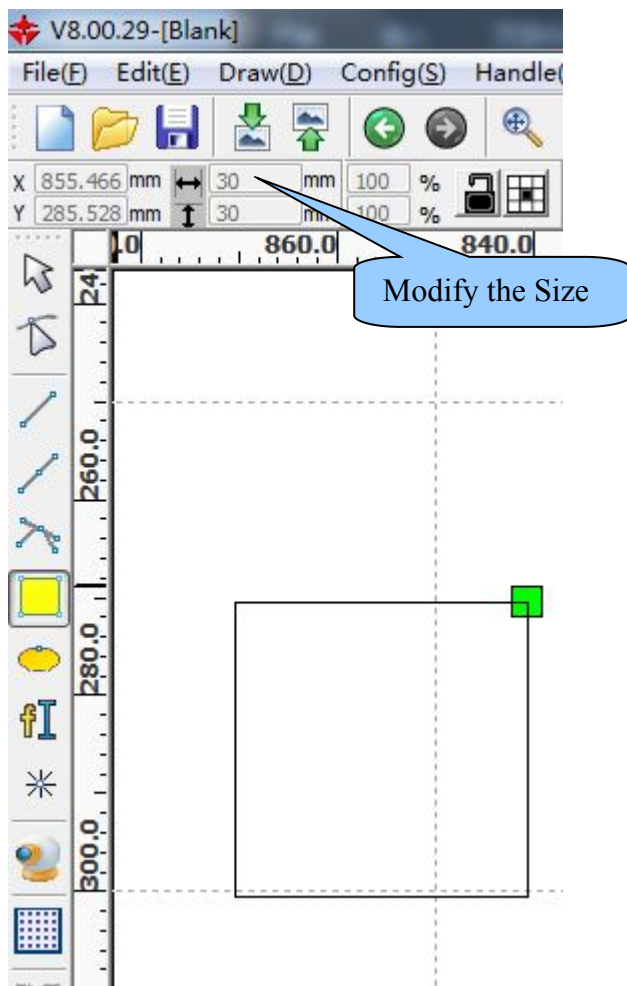 V8.00.29-[Blank]
File(F) Edit(E) Draw(D) Config(S) Handle(
X 855.466 mm 30 mm 100 %
Y 285.528 mm 30 mm 100 %
860.0 840.0
Modify the Size
24
260.0
280.0
fI
300.0